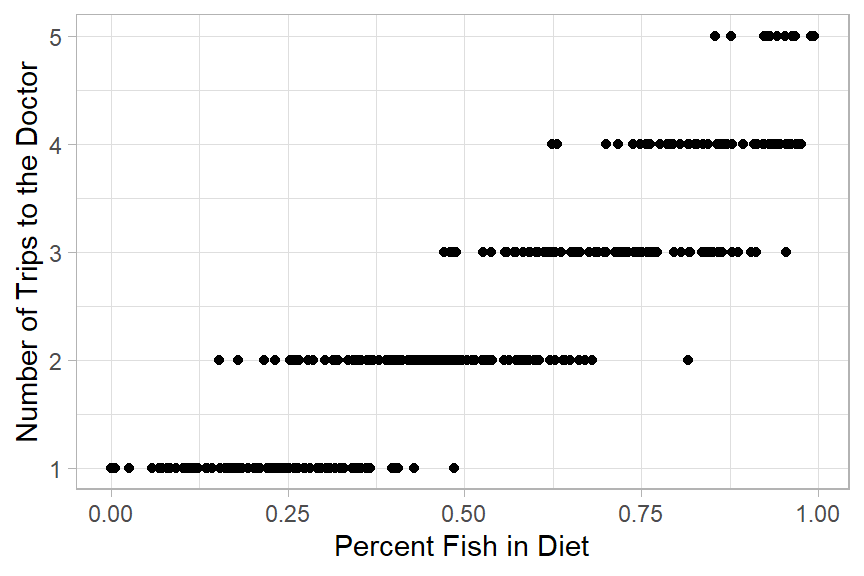 Number of Trips to the Doctor
5
4
3
2
1
0.00 0.25 0.50 0.75 1.00
Percent Fish in Diet